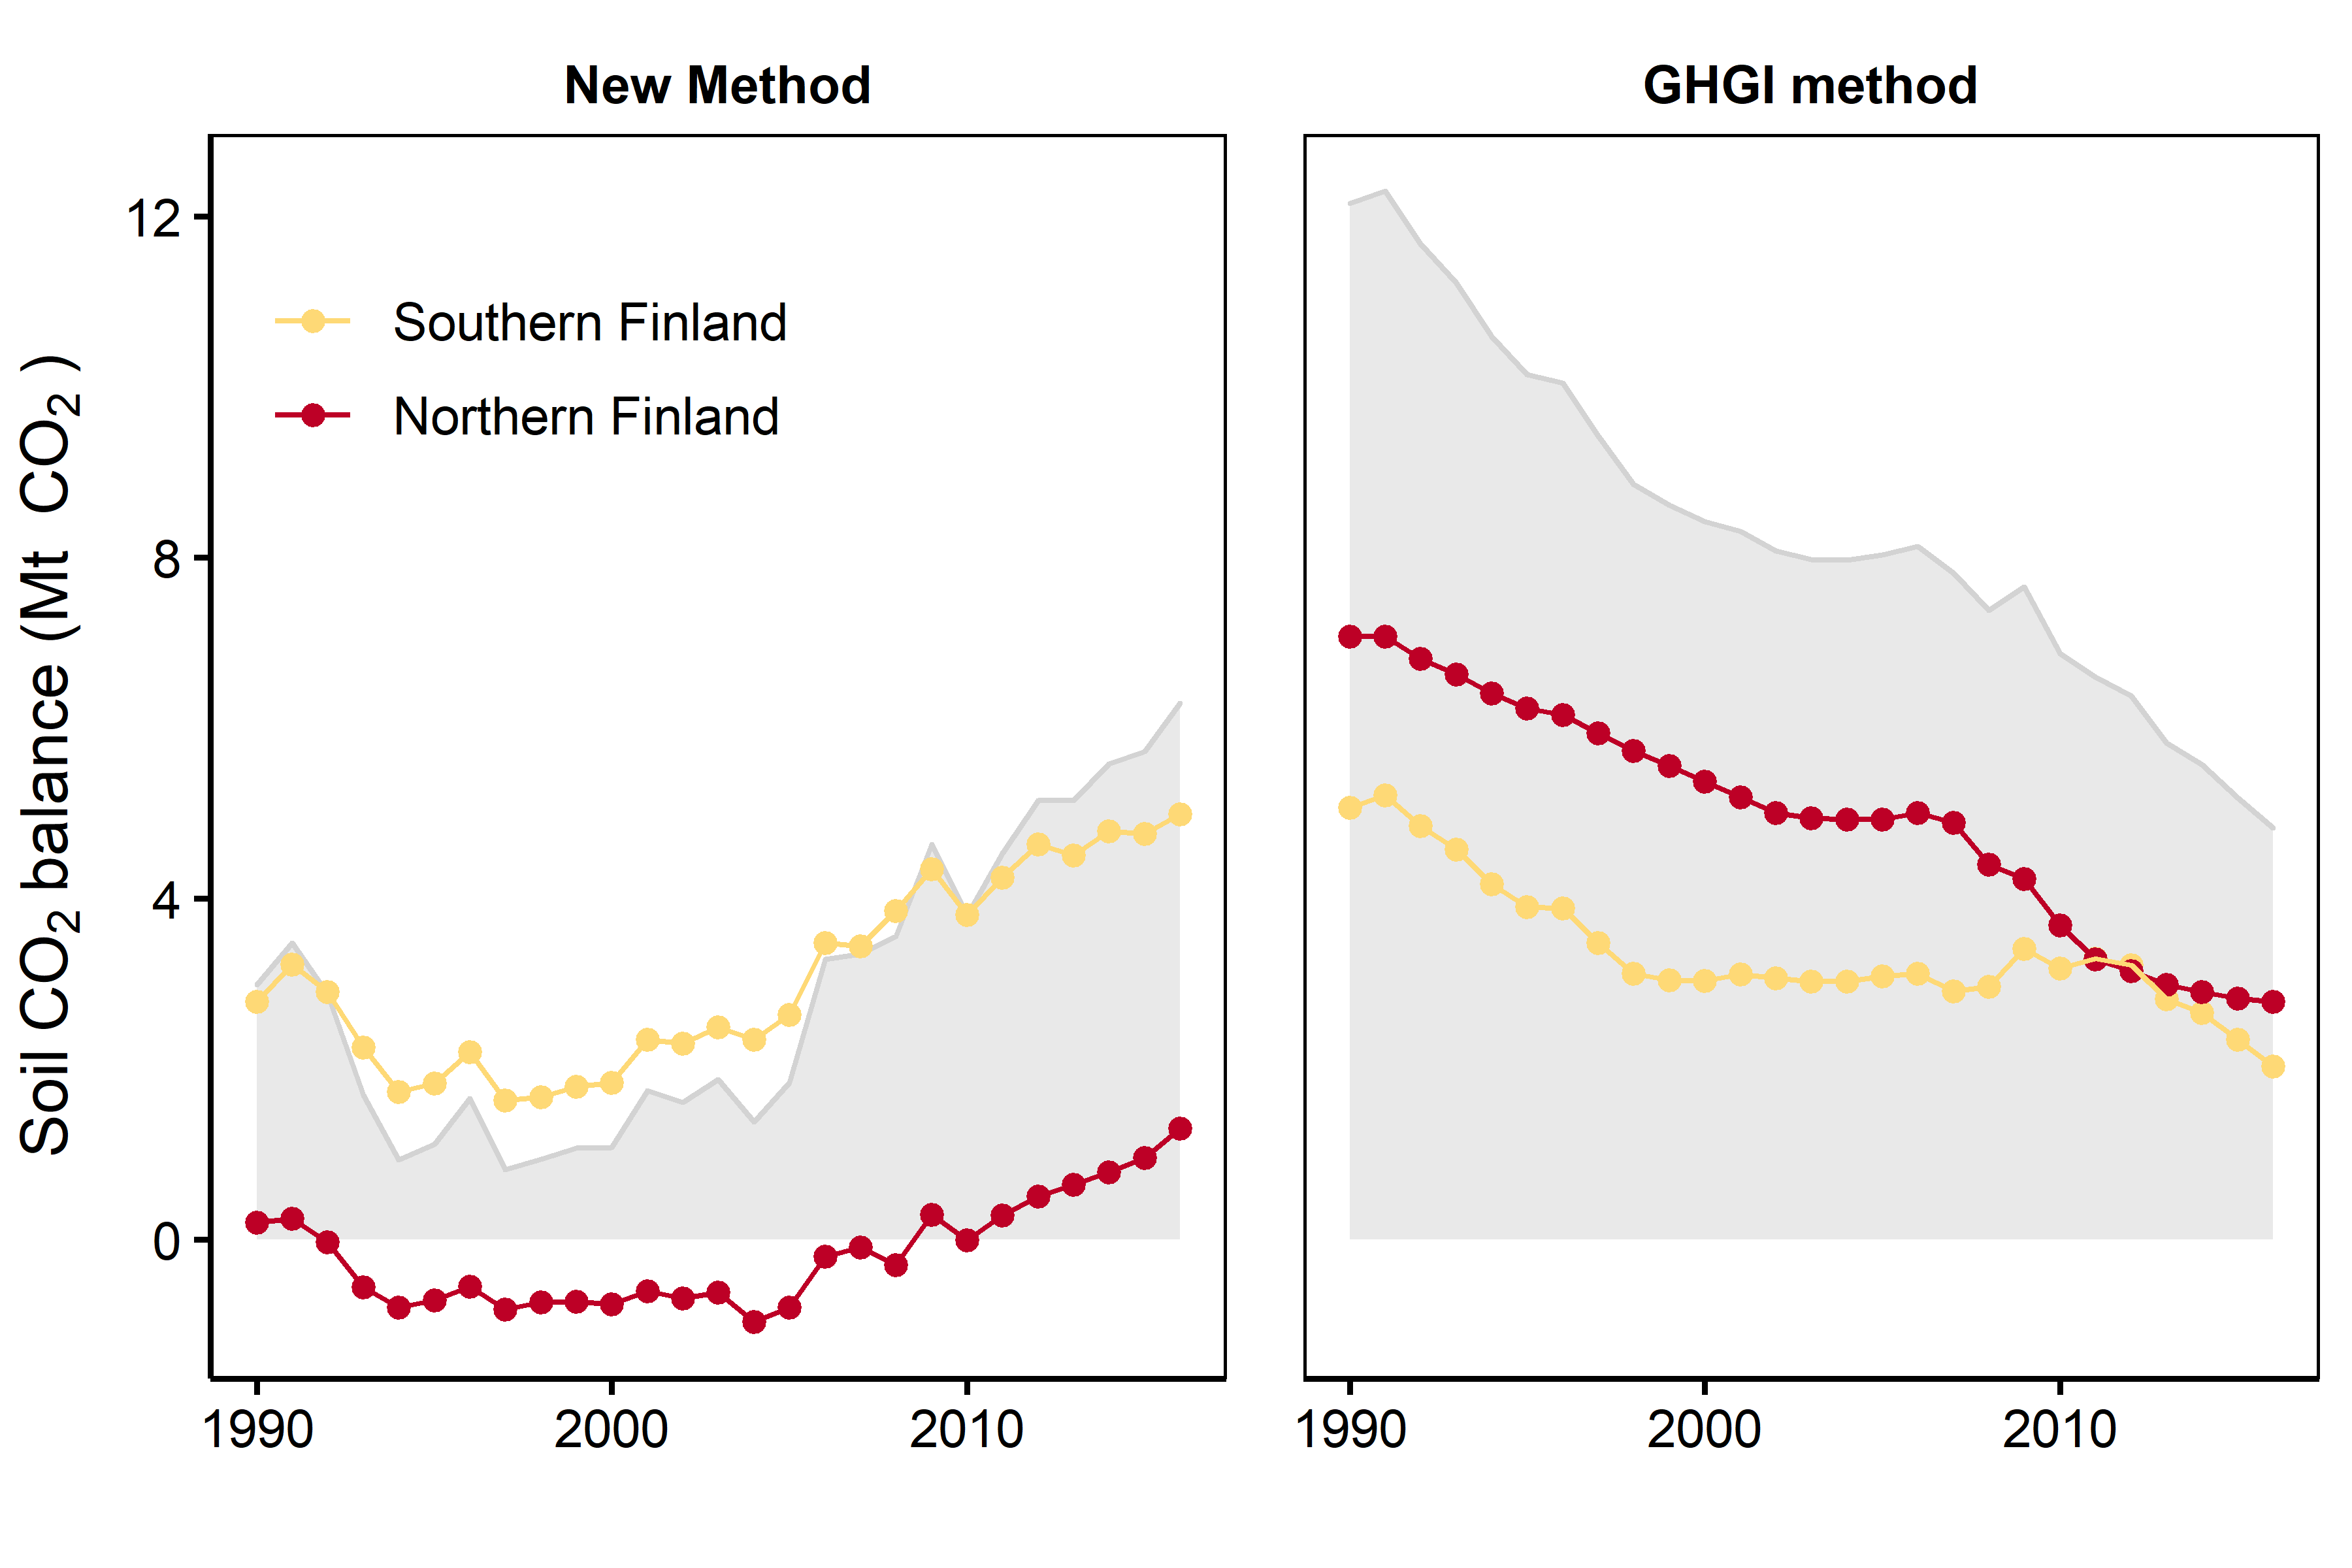 New Method
GHGI method
Soil CO₂ balance (Mt CO₂ )
12
8
4
0
Southern Finland
Northern Finland
1990
2000
2010
1990
2000
2010